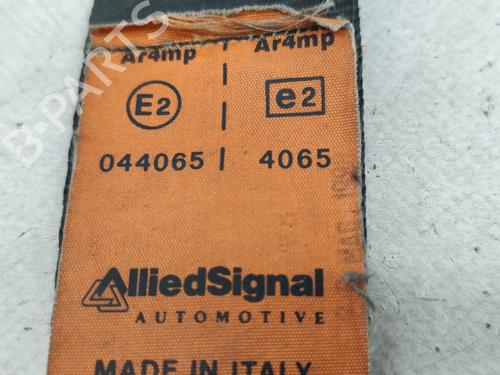 Ar4mp Ar4mp
E2 e2
044065 4065
AlliedSignal
AUTOMOTIVE
MADE IN ITALY
B-PARTS